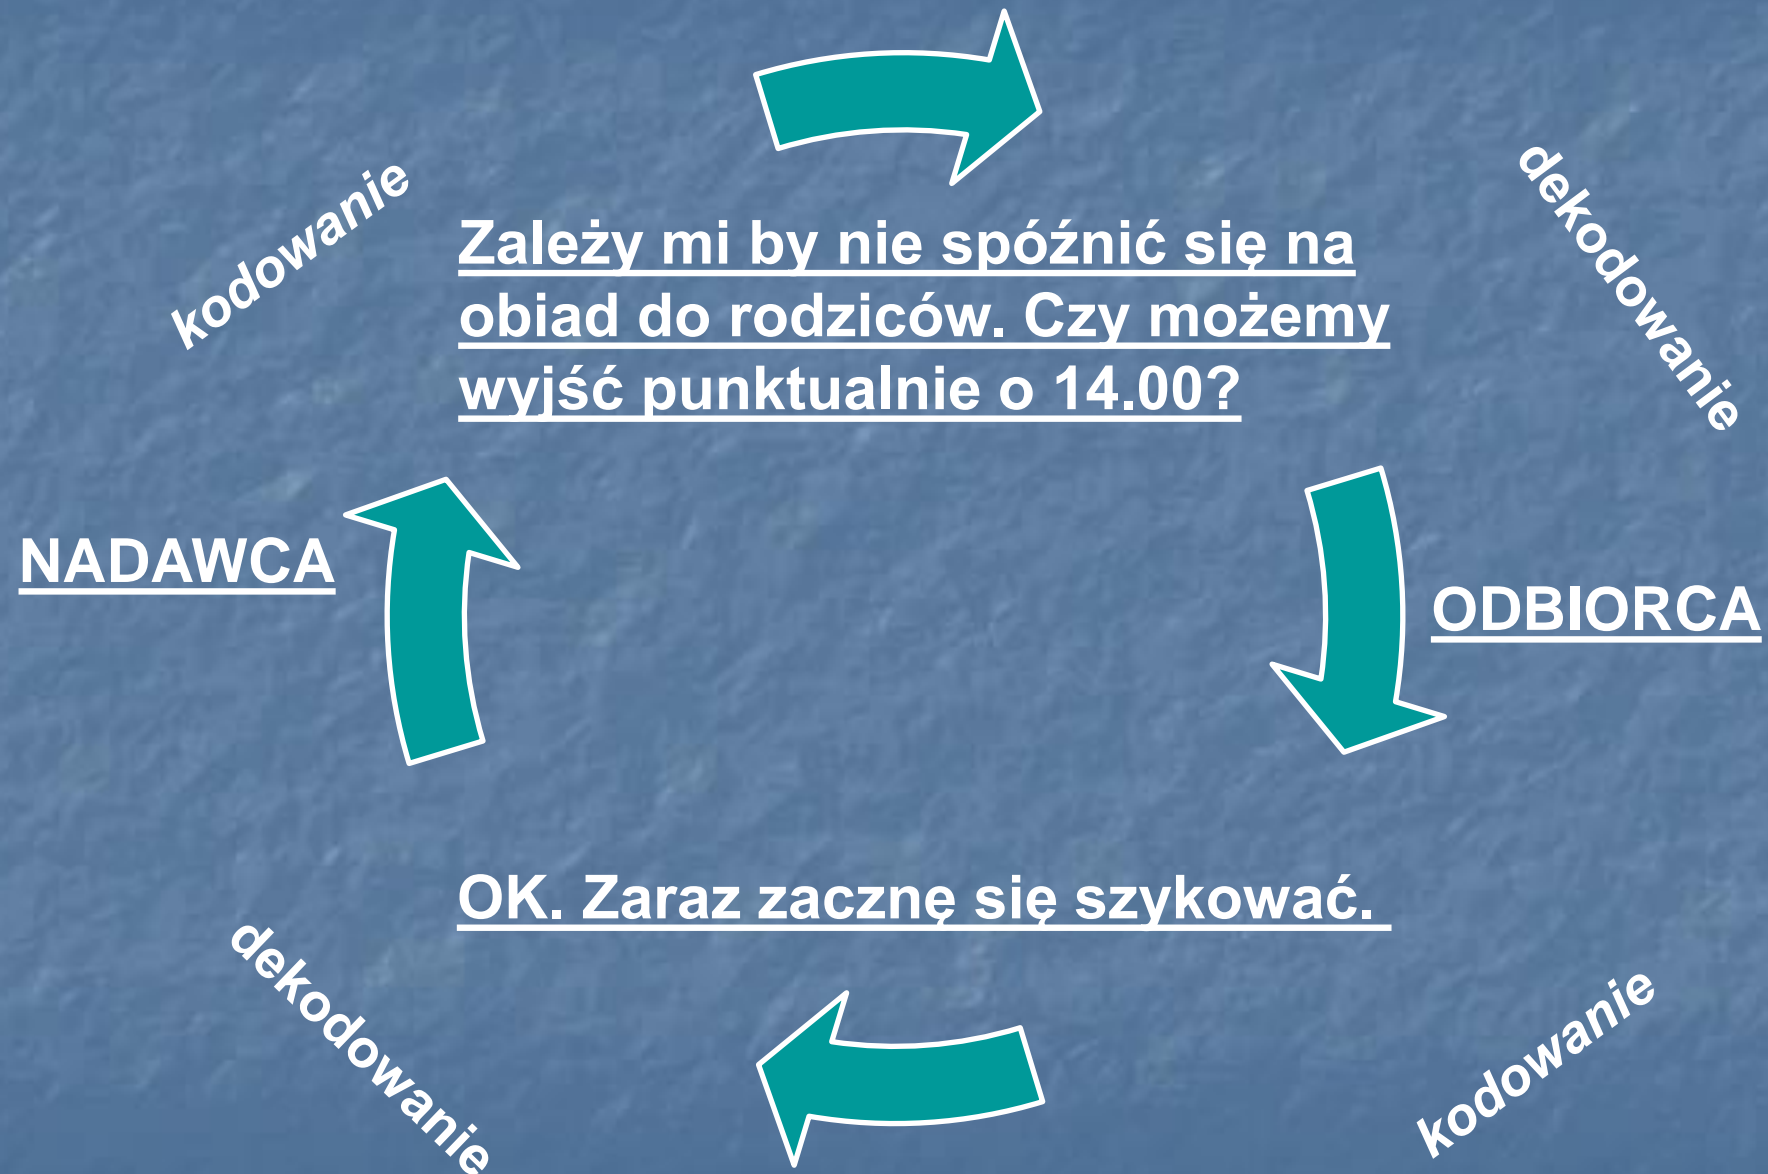 kodowanie
dekodowanie
Zależy mi by nie spóźnić się na
obiad do rodziców. Czy możemy
wyjść punktualnie o 14.00?
NADAWCA
ODBIORCA
OK. Zaraz zacznę się szykować.
dekodowanie
kodowanie